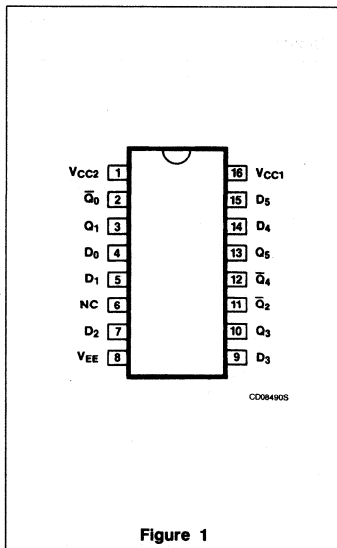 VCC2 1 16 VCC1
Q̅0 2 15 D5
Q1 3 14 D4
D0 4 13 Q5
D1 5 12 Q̅4
NC 6 11 Q̅2
D2 7 10 Q3
VEE 8 9 D3
CD08490S
Figure 1